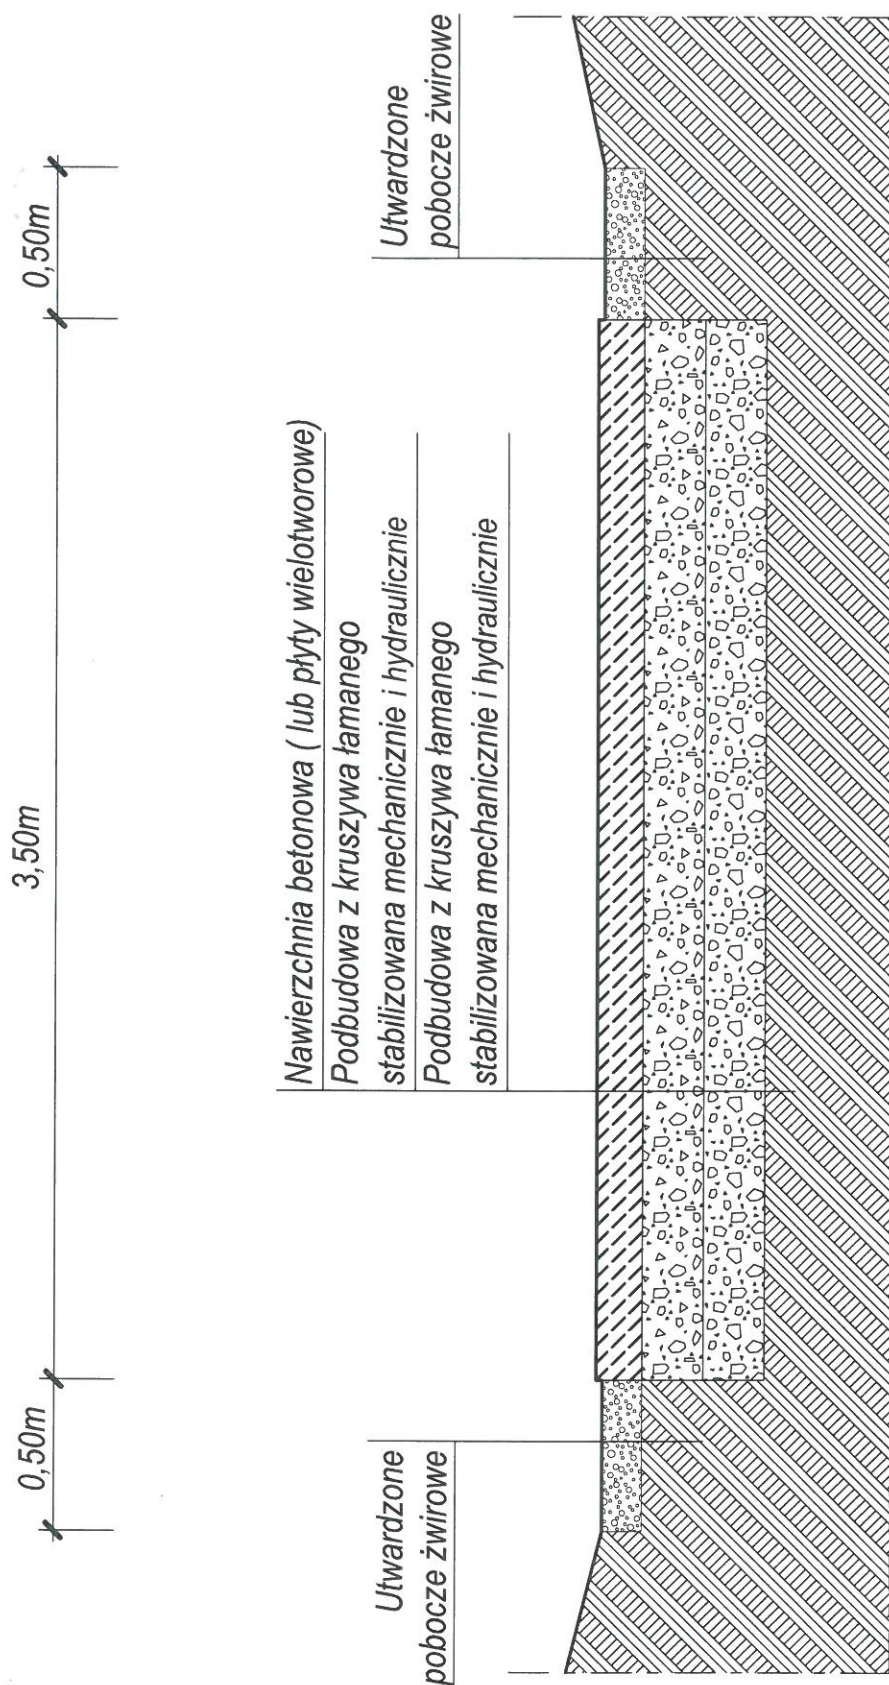 0,50m
3,50m
0,50m
Nawierzchnia betonowa ( lub płyty wielotworowe)
Podbudowa z kruszywa łamanego
stabilizowana mechanicznie i hydraulicznie
Podbudowa z kruszywa łamanego
stabilizowana mechanicznie i hydraulicznie
Utwardzone
pobocze żwirowe
Utwardzone
pobocze żwirowe